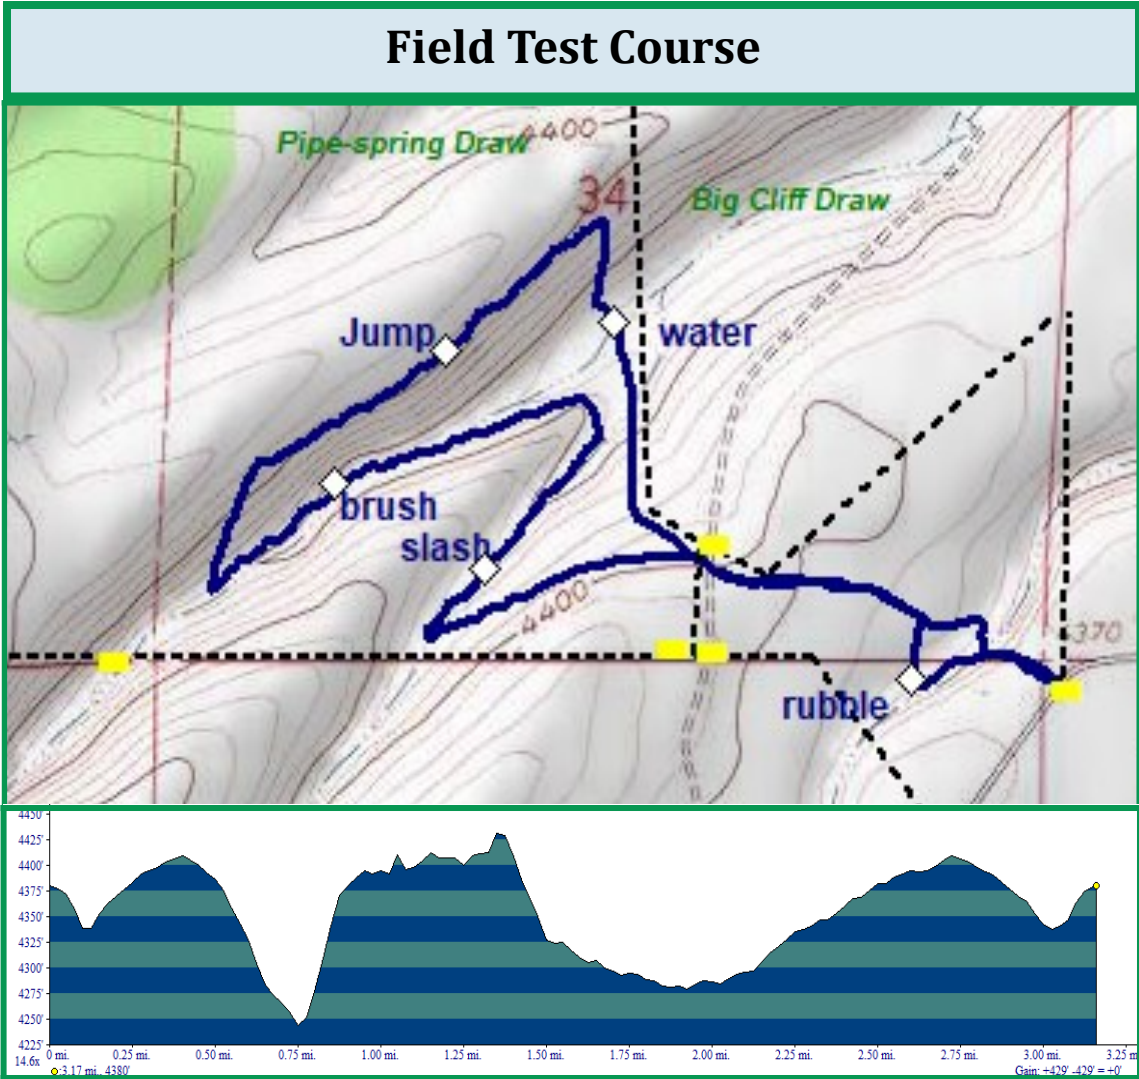 Field Test Course
Pipe-spring Draw
4400
34
Big Cliff Draw
Jump
water
brush
slash
4400
370
rubble
4450'
4425'
4400'
4375'
4350'
4325'
4300'
4275'
4250'
4225'
14.6x
0 mi. 0.25 mi. 0.50 mi. 0.75 mi. 1.00 mi. 1.25 mi. 1.50 mi. 1.75 mi. 2.00 mi. 2.25 mi. 2.50 mi. 2.75 mi. 3.00 mi. 3.25 m
:3.17 mi., 4380'
Gain: +429' -429' = +0'